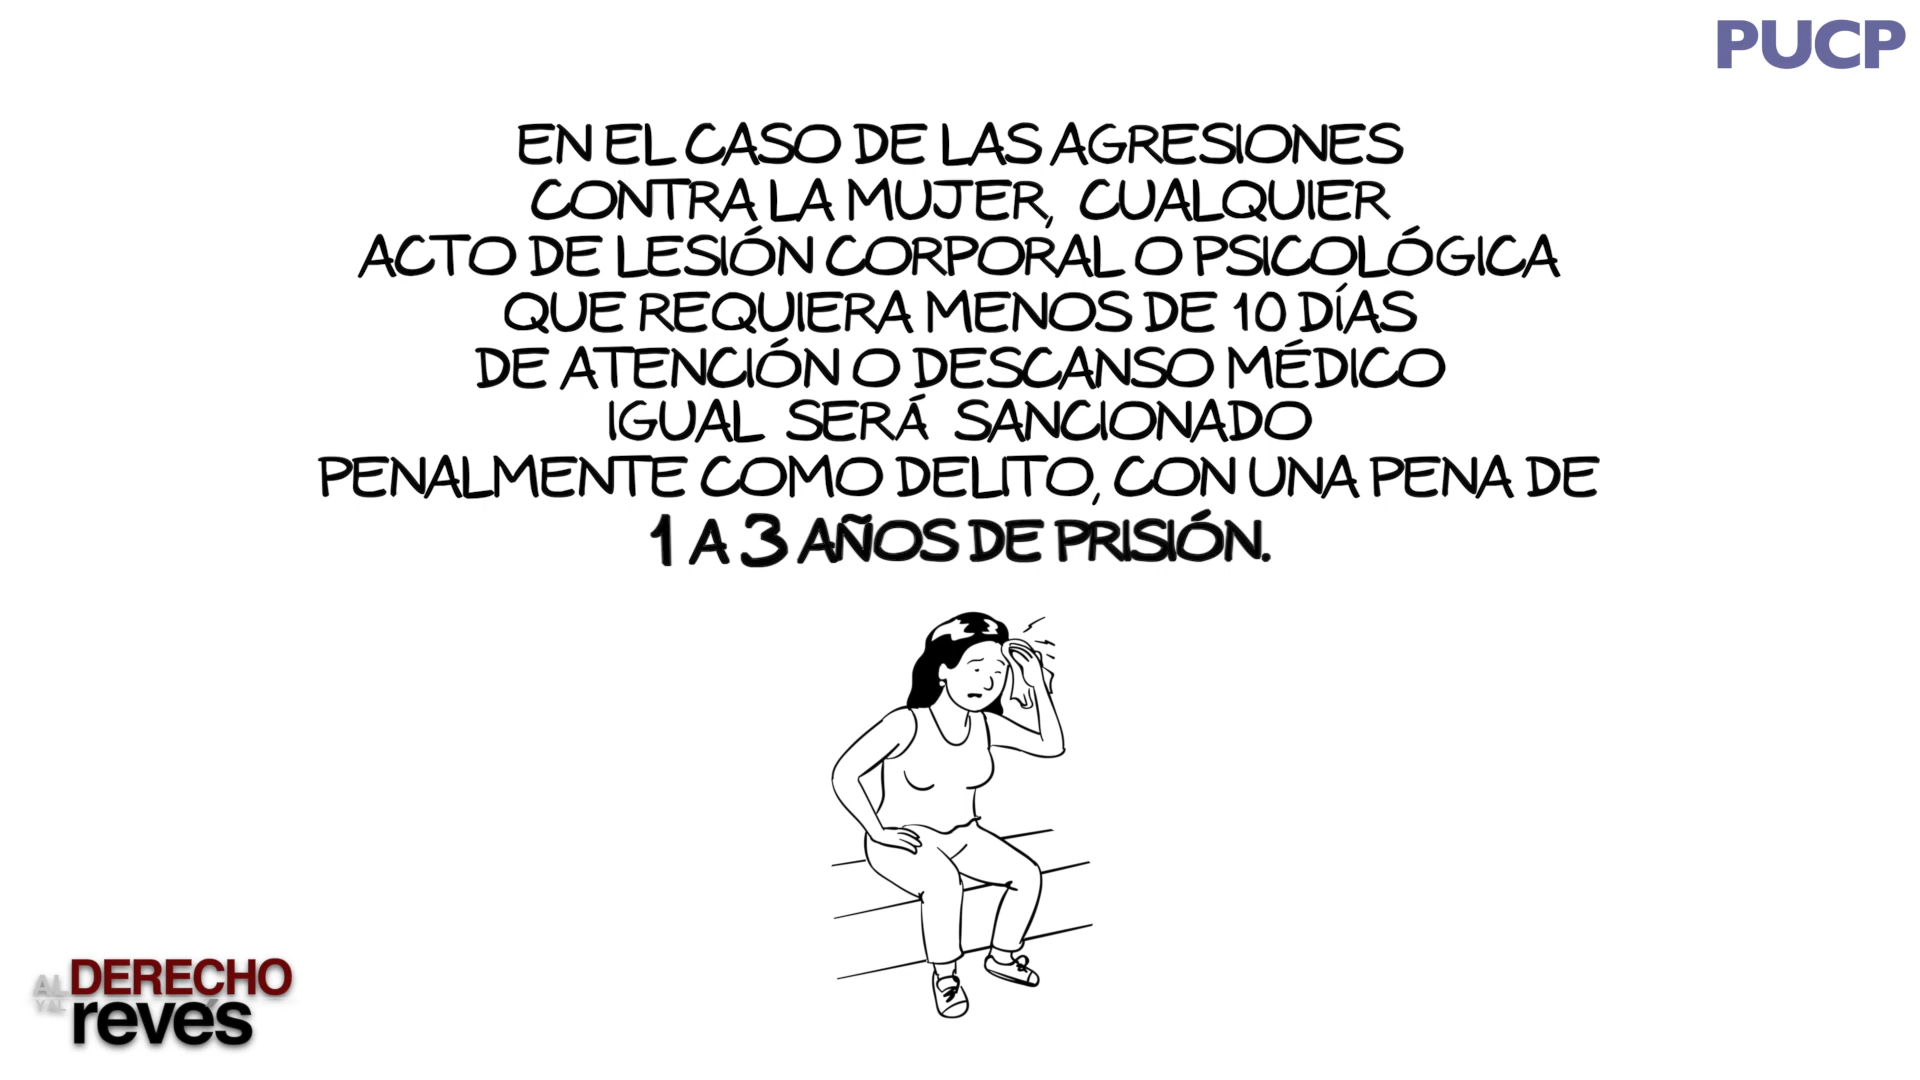 PUCP
EN EL CASO DE LAS AGRESIONES
CONTRA LA MUJER, CUALQUIER
ACTO DE LESIÓN CORPORAL O PSICOLÓGICA
QUE REQUIERA MENOS DE 10 DÍAS
DE ATENCIÓN O DESCANSO MÉDICO
IGUAL SERÁ SANCIONADO
PENALMENTE COMO DELITO, CON UNA PENA DE
1 A 3 AÑOS DE PRISIÓN.
AL DERECHO
Y AL revés